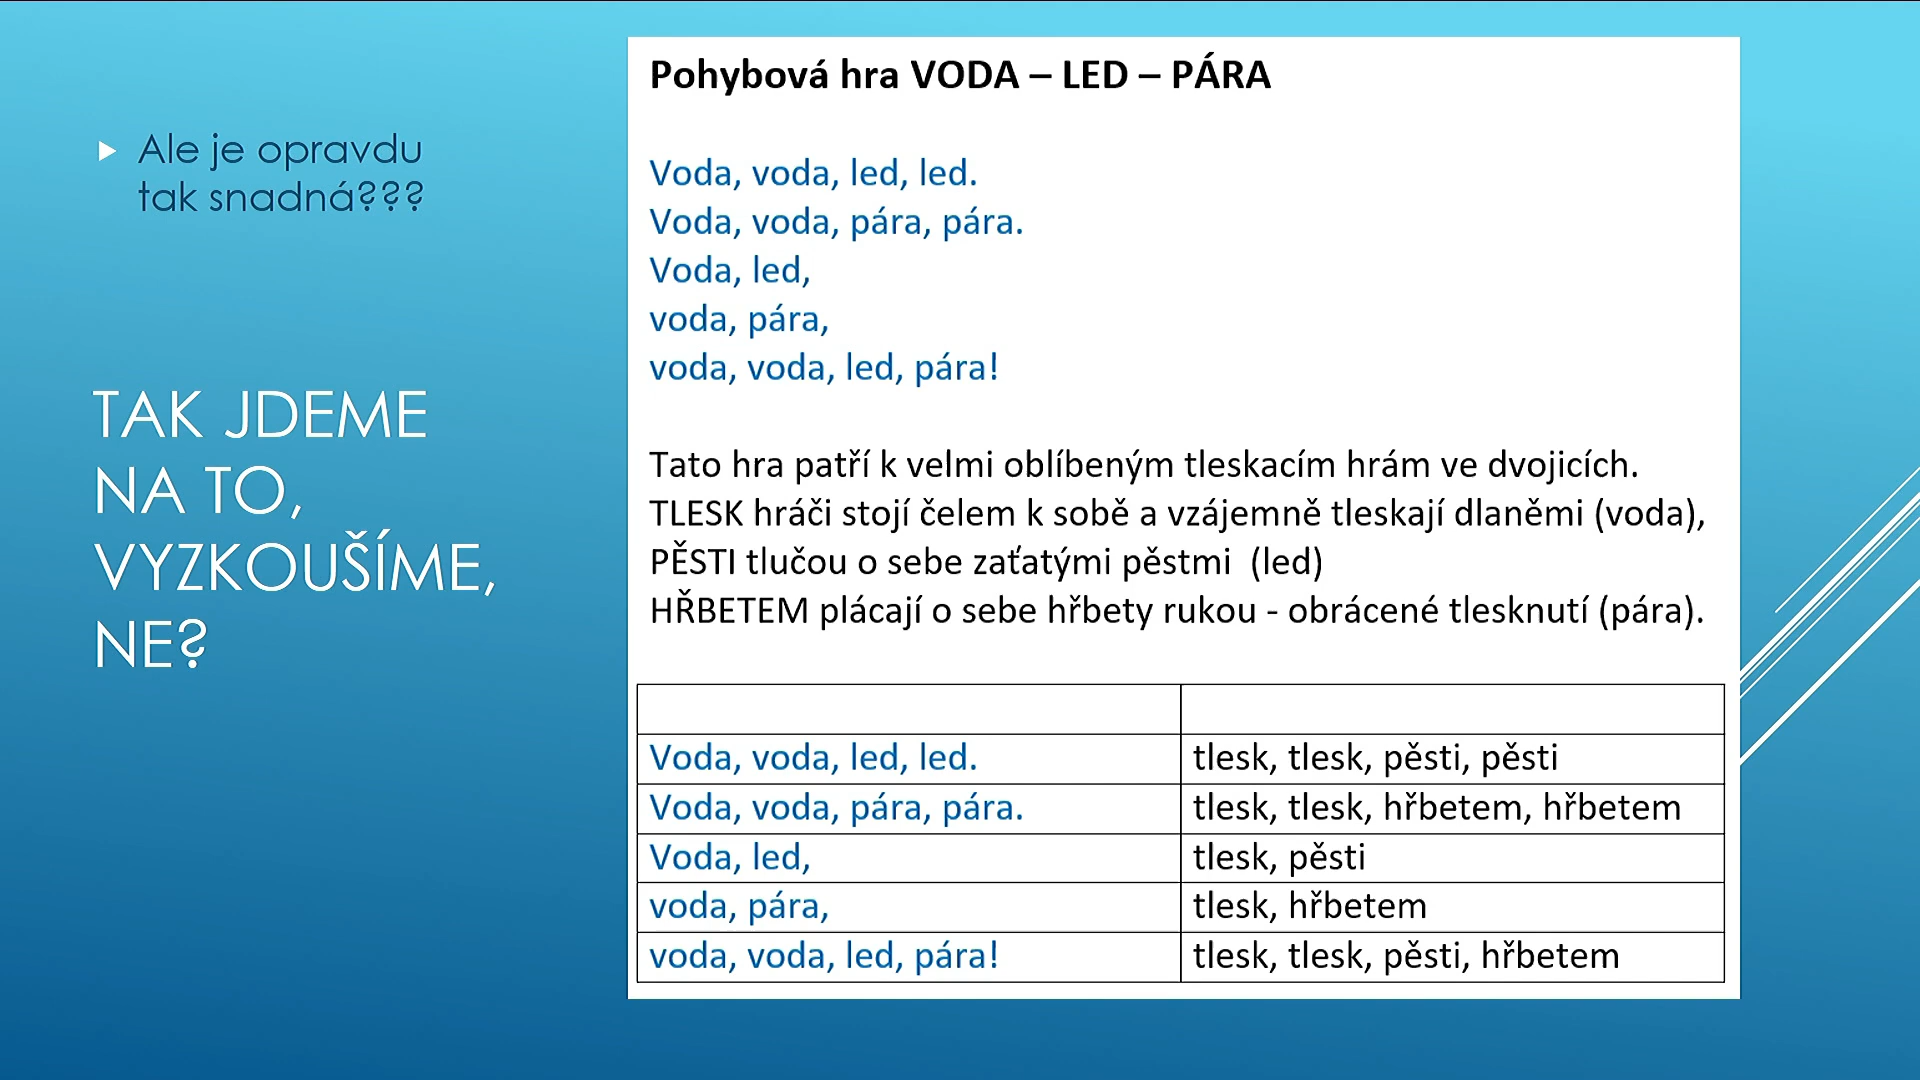 Ale je opravdu
tak snadná???
TAK JDEME
NA TO,
VYZKOUŠÍME,
NE?
Pohybová hra VODA – LED – PÁRA
Voda, voda, led, led.
Voda, voda, pára, pára.
Voda, led,
voda, pára,
voda, voda, led, pára!
Tato hra patří k velmi oblíbeným tleskacím hrám ve dvojicích.
TLESK hráči stojí čelem k sobě a vzájemně tleskají dlaněmi (voda),
PĚSTI tlučou o sebe zaťatými pěstmi  (led)
HŘBETEM plácají o sebe hřbety rukou - obrácené tlesknutí (pára).
Voda, voda, led, led. tlesk, tlesk, pěsti, pěsti
Voda, voda, pára, pára. tlesk, tlesk, hřbetem, hřbetem
Voda, led, tlesk, pěsti
voda, pára, tlesk, hřbetem
voda, voda, led, pára! tlesk, tlesk, pěsti, hřbetem